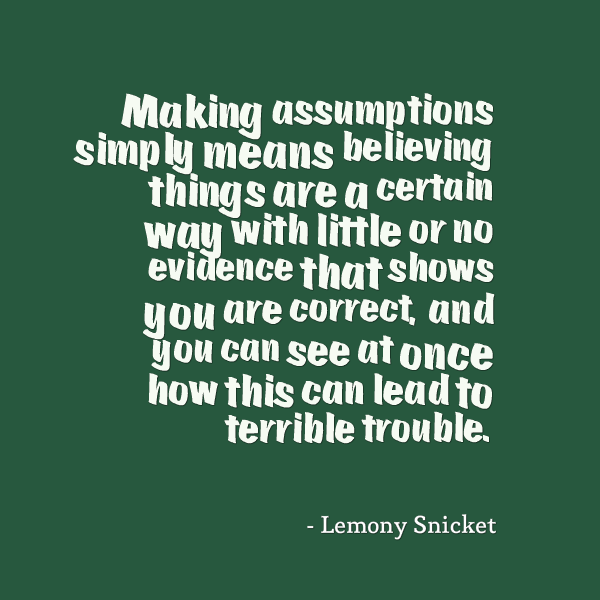 Making assumptions
simply means believing
things are a certain
way with little or no
evidence that shows
you are correct, and
you can see at once
how this can lead to
terrible trouble.
- Lemony Snicket